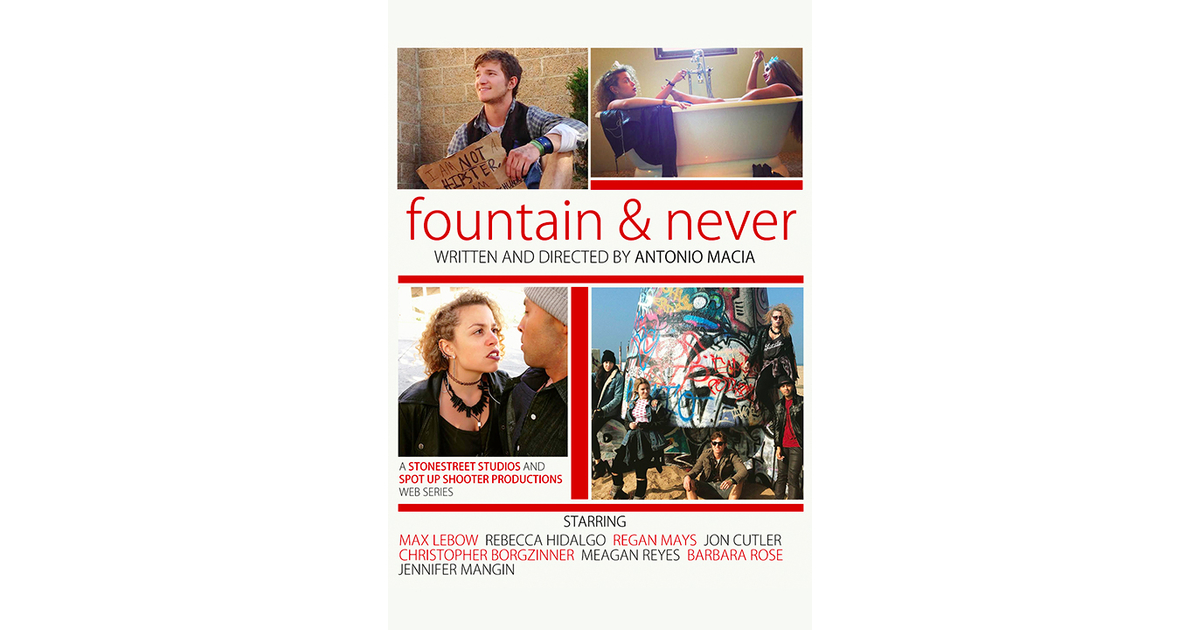 I AM NOT A
HIPSTER
fountain & never
WRITTEN AND DIRECTED BY ANTONIO MACIA
A STONESTREET STUDIOS AND
SPOT UP SHOOTER PRODUCTIONS
WEB SERIES
STARRING
MAX LEBOW REBECCA HIDALGO REGAN MAYS JON CUTLER
CHRISTOPHER BORGZINNER MEAGAN REYES BARBARA ROSE
JENNIFER MANGIN